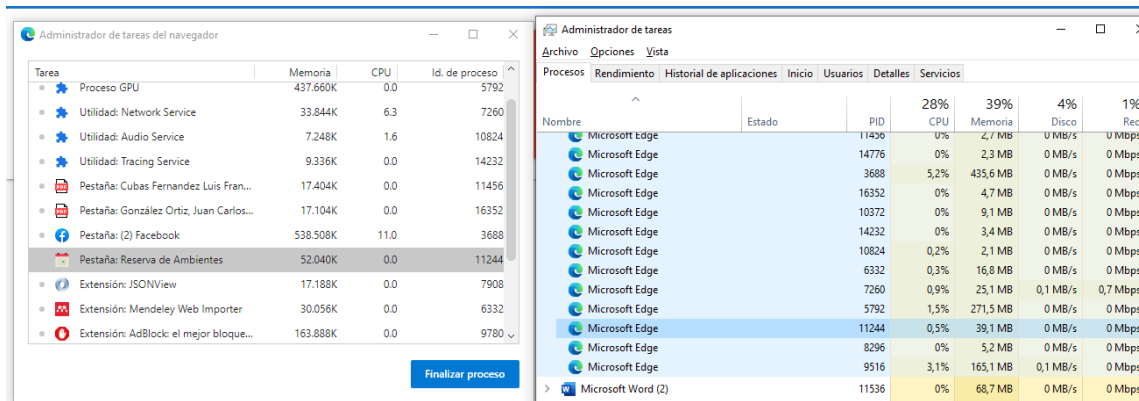 Administrador de tareas del navegador
Tarea Memoria CPU Id. de proceso
Proceso GPU 437.660K 0.0 5792
Utilidad: Network Service 33.844K 6.3 7260
Utilidad: Audio Service 7.248K 1.6 10824
Utilidad: Tracing Service 9.336K 0.0 14232
Pestaña: Cubas Fernandez Luis Fran... 17.404K 0.0 11456
Pestaña: González Ortiz, Juan Carlos... 17.104K 0.0 16352
Pestaña: (2) Facebook 538.508K 11.0 3688
Pestaña: Reserva de Ambientes 52.040K 0.0 11244
Extensión: JSONView 17.188K 0.0 7908
Extensión: Mendeley Web Importer 30.056K 0.0 6332
Extensión: AdBlock: el mejor bloque... 163.888K 0.0 9780
Finalizar proceso
Administrador de tareas
Archivo Opciones Vista
Procesos Rendimiento Historial de aplicaciones Inicio Usuarios Detalles Servicios
28% 39% 4% 1%
Nombre Estado PID CPU Memoria Disco Red
Microsoft Edge 11456 0% 2,7 MB 0 MB/s 0 Mbps
Microsoft Edge 14776 0% 2,3 MB 0 MB/s 0 Mbps
Microsoft Edge 3688 5,2% 435,6 MB 0 MB/s 0 Mbps
Microsoft Edge 16352 0% 4,7 MB 0 MB/s 0 Mbps
Microsoft Edge 10372 0% 9,1 MB 0 MB/s 0 Mbps
Microsoft Edge 14232 0% 3,4 MB 0 MB/s 0 Mbps
Microsoft Edge 10824 0,2% 2,1 MB 0 MB/s 0 Mbps
Microsoft Edge 6332 0,3% 16,8 MB 0 MB/s 0 Mbps
Microsoft Edge 7260 0,9% 25,1 MB 0,1 MB/s 0,7 Mbps
Microsoft Edge 5792 1,5% 271,5 MB 0 MB/s 0 Mbps
Microsoft Edge 11244 0,5% 39,1 MB 0 MB/s 0 Mbps
Microsoft Edge 8296 0% 5,2 MB 0 MB/s 0 Mbps
Microsoft Edge 9516 3,1% 165,1 MB 0,1 MB/s 0 Mbps
Microsoft Word (2) 11536 0% 68,7 MB 0 MB/s 0 Mbps